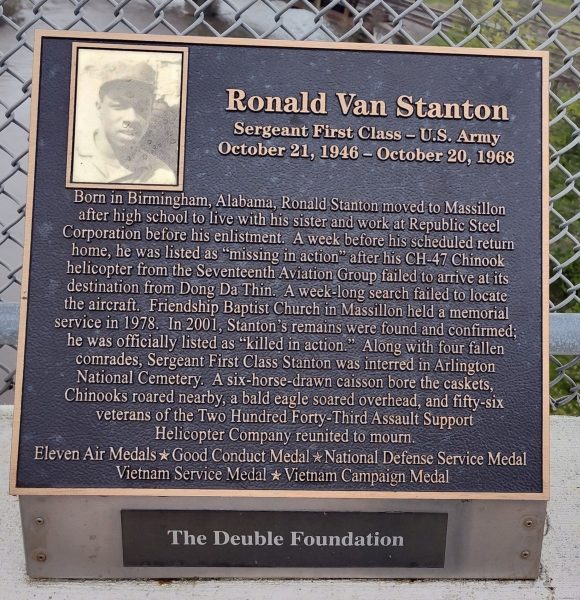 Ronald Van Stanton
Sergeant First Class – U.S. Army
October 21, 1946 – October 20, 1968
Born in Birmingham, Alabama, Ronald Stanton moved to Massillon
after high school to live with his sister and work at Republic Steel
Corporation before his enlistment. A week before his scheduled return
home, he was listed as “missing in action” after his CH-47 Chinook
helicopter from the Seventeenth Aviation Group failed to arrive at its
destination from Dong Da Thin. A week-long search failed to locate
the aircraft. Friendship Baptist Church in Massillon held a memorial
service in 1978. In 2001, Stanton’s remains were found and confirmed;
he was officially listed as “killed in action.” Along with four fallen
comrades, Sergeant First Class Stanton was interred in Arlington
National Cemetery. A six-horse-drawn caisson bore the caskets,
Chinooks roared nearby, a bald eagle soared overhead, and fifty-six
veterans of the Two Hundred Forty-Third Assault Support
Helicopter Company reunited to mourn.
Eleven Air Medals ★ Good Conduct Medal ★ National Defense Service Medal
Vietnam Service Medal ★ Vietnam Campaign Medal
The Deuble Foundation